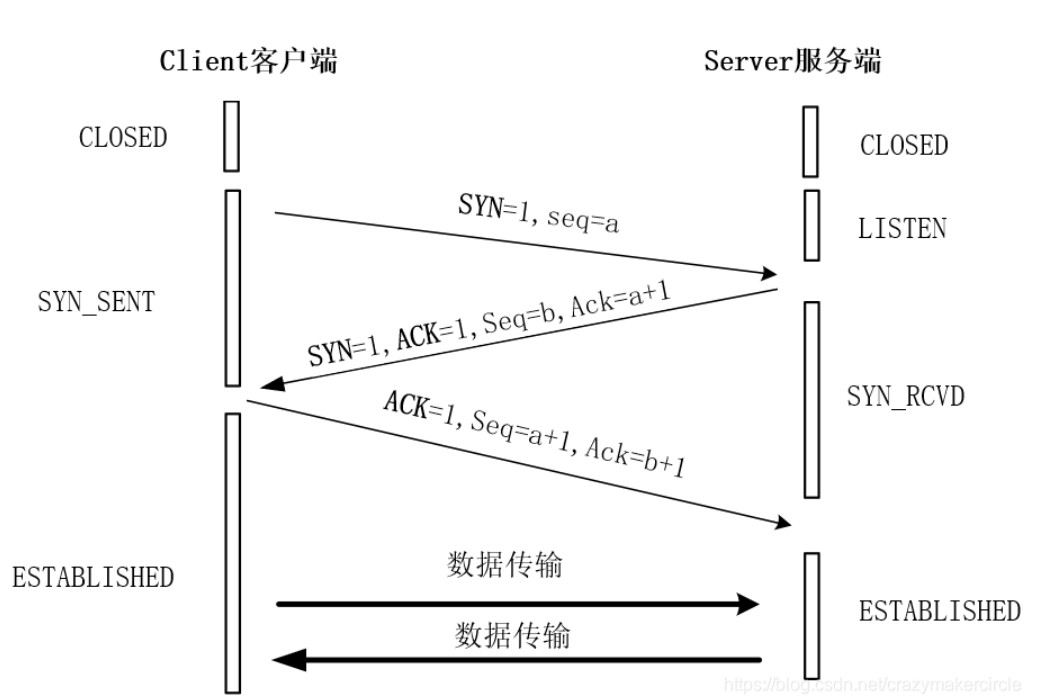 Client客户端
Server服务端
CLOSED
CLOSED
SYN=1, seq=a
LISTEN
SYN_SENT
SYN=1, ACK=1, Seq=b, Ack=a+1
ACK=1, Seq=a+1, Ack=b+1
SYN_RCVD
数据传输
ESTABLISHED
ESTABLISHED
数据传输
https://blog.csdn.net/crazymakercircle